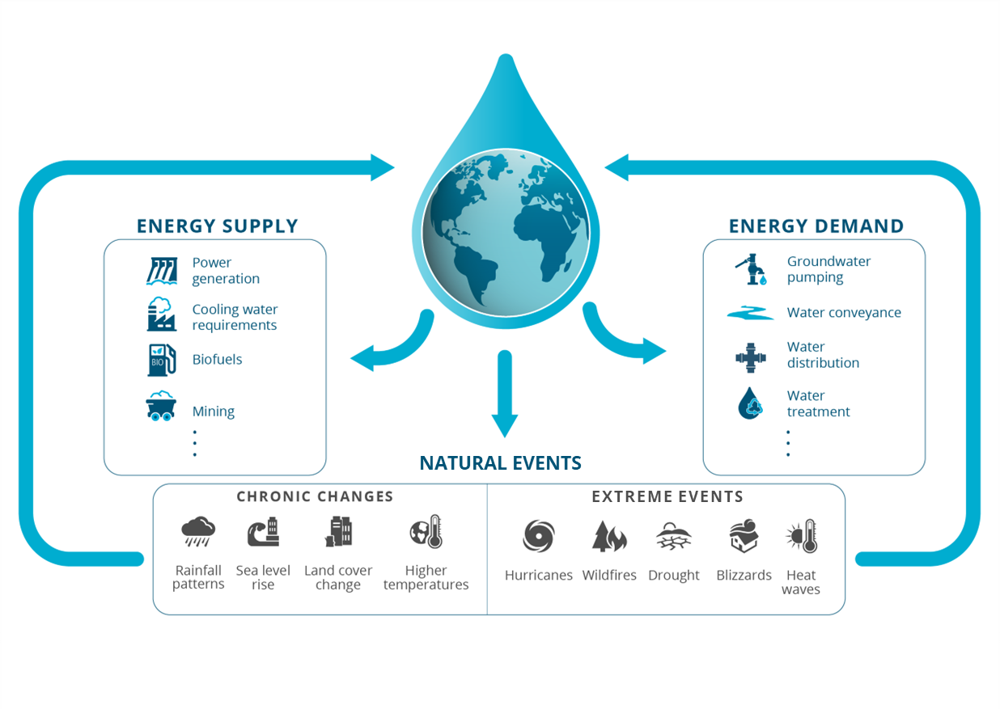 ENERGY SUPPLY
Power
generation
Cooling water
requirements
BIO
Biofuels
Mining
ENERGY DEMAND
Groundwater
pumping
Water conveyance
Water
distribution
Water
treatment
NATURAL EVENTS
CHRONIC CHANGES
Rainfall
patterns
Sea level
rise
Land cover
change
Higher
temperatures
EXTREME EVENTS
Hurricanes
Wildfires
Drought
Blizzards
Heat
waves